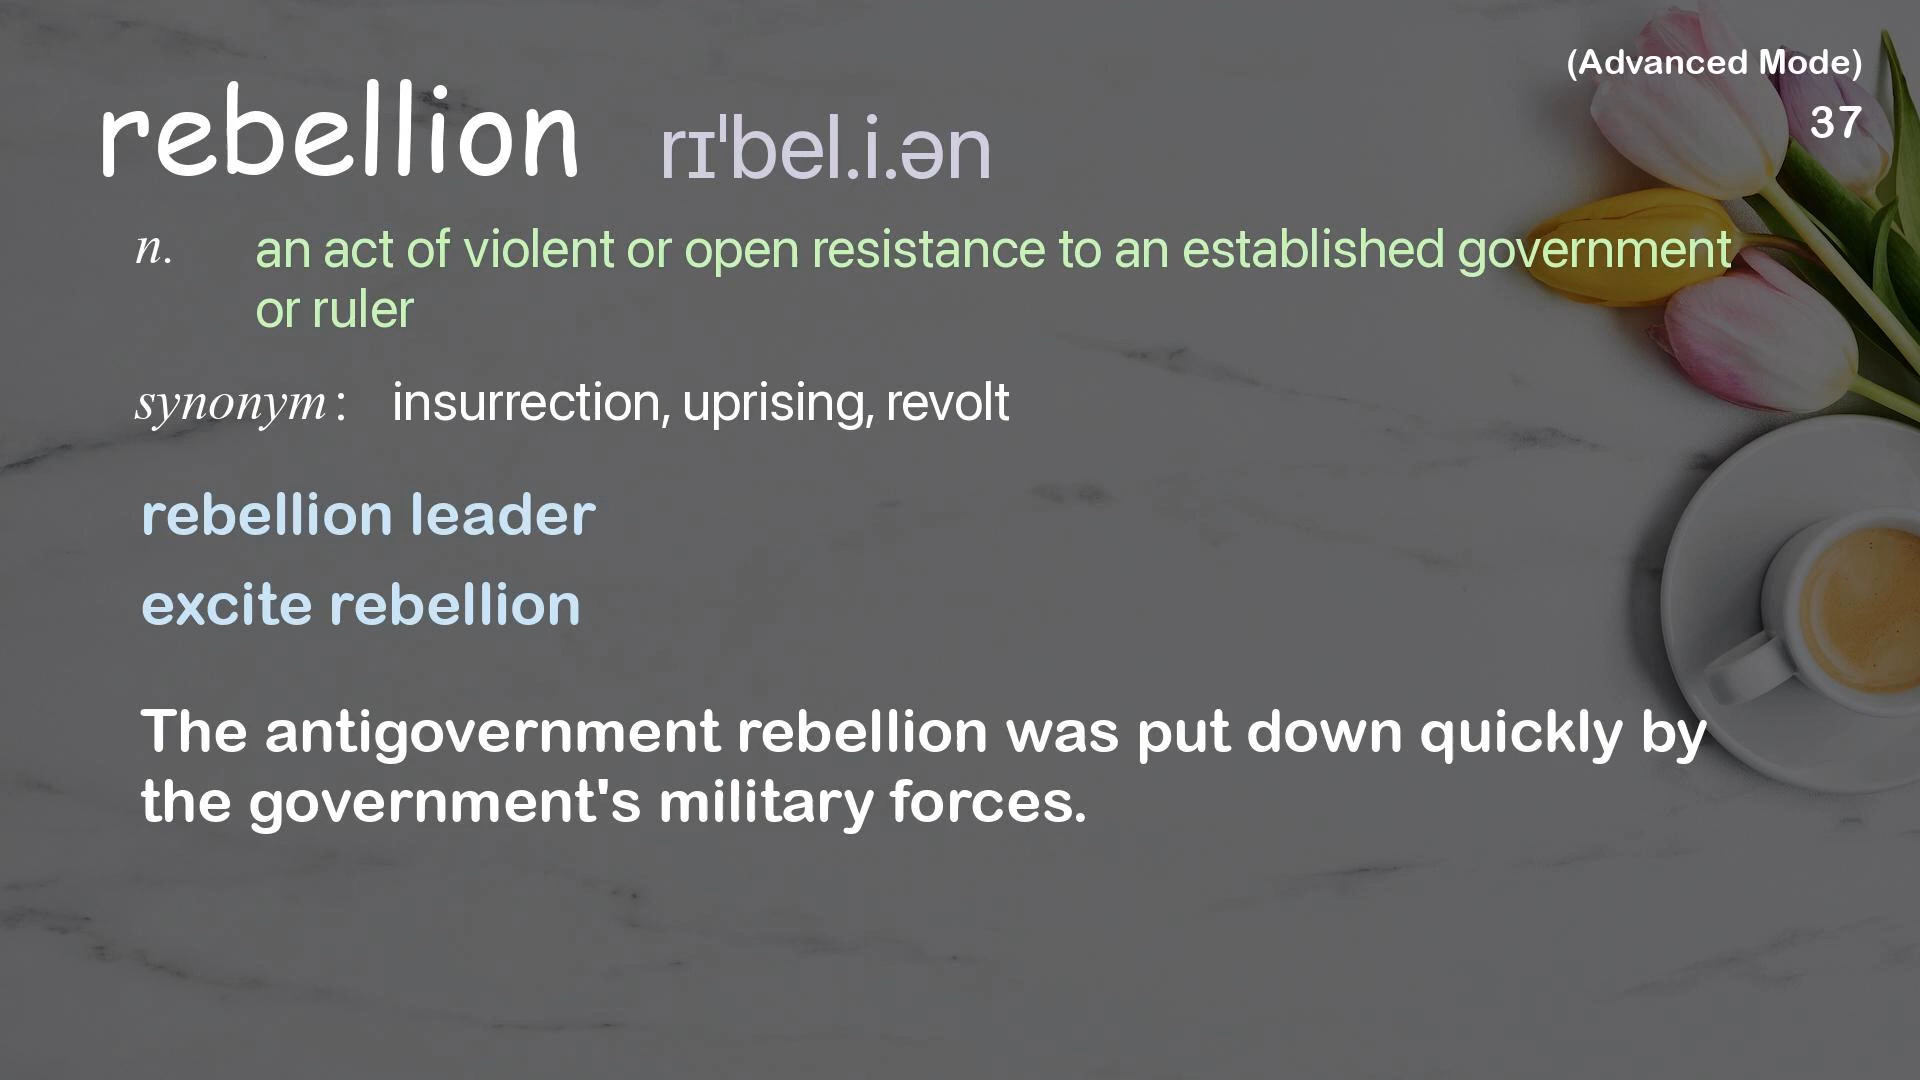 (Advanced Mode)
37
rebellion rɪˈbel.i.ən
n. an act of violent or open resistance to an established government
or ruler
synonym: insurrection, uprising, revolt
rebellion leader
excite rebellion
The antigovernment rebellion was put down quickly by
the government's military forces.